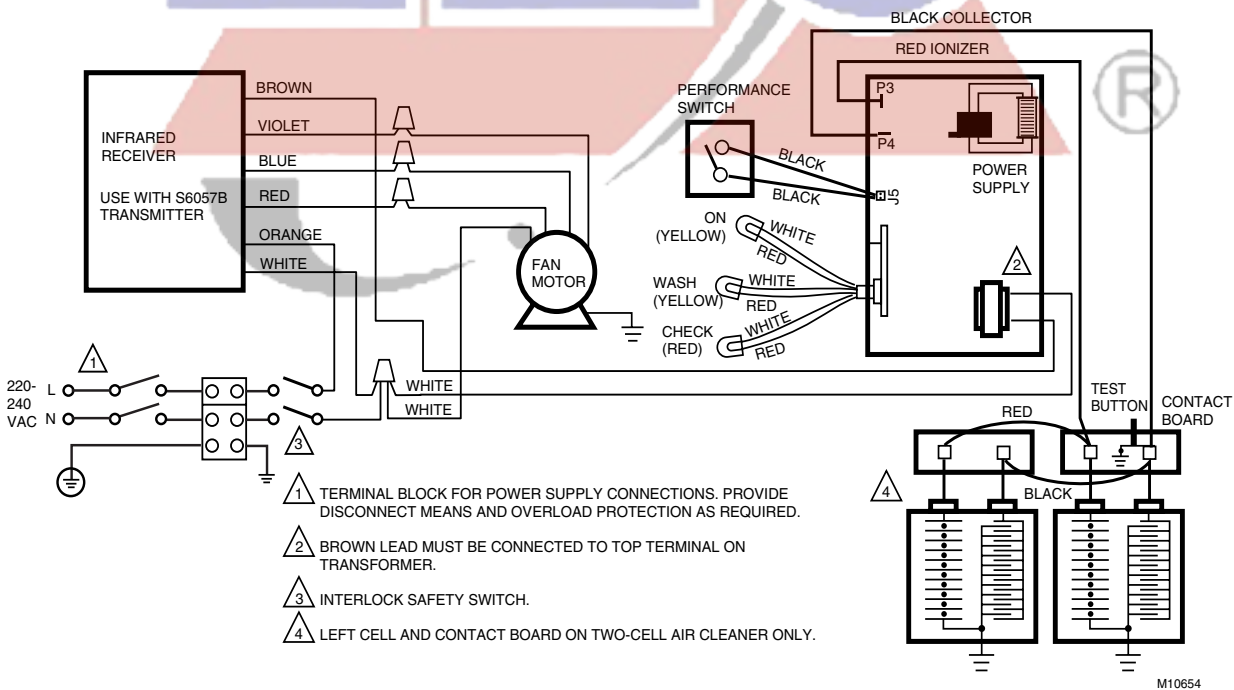 BLACK COLLECTOR
RED IONIZER
BROWN
VIOLET
BLUE
RED
ORANGE
WHITE
INFRARED
RECEIVER
USE WITH S6057B
TRANSMITTER
PERFORMANCE
SWITCH
BLACK
BLACK
P3
P4
J5
POWER
SUPPLY
ON
(YELLOW)
WHITE
RED
WASH
(YELLOW)
WHITE
RED
CHECK
(RED)
WHITE
RED
2
FAN
MOTOR
®
1
220-
240
VAC
L
N
WHITE
WHITE
3
TEST
BUTTON
CONTACT
BOARD
RED
BLACK
4
1 TERMINAL BLOCK FOR POWER SUPPLY CONNECTIONS. PROVIDE
DISCONNECT MEANS AND OVERLOAD PROTECTION AS REQUIRED.
2 BROWN LEAD MUST BE CONNECTED TO TOP TERMINAL ON
TRANSFORMER.
3 INTERLOCK SAFETY SWITCH.
4 LEFT CELL AND CONTACT BOARD ON TWO-CELL AIR CLEANER ONLY.
M10654